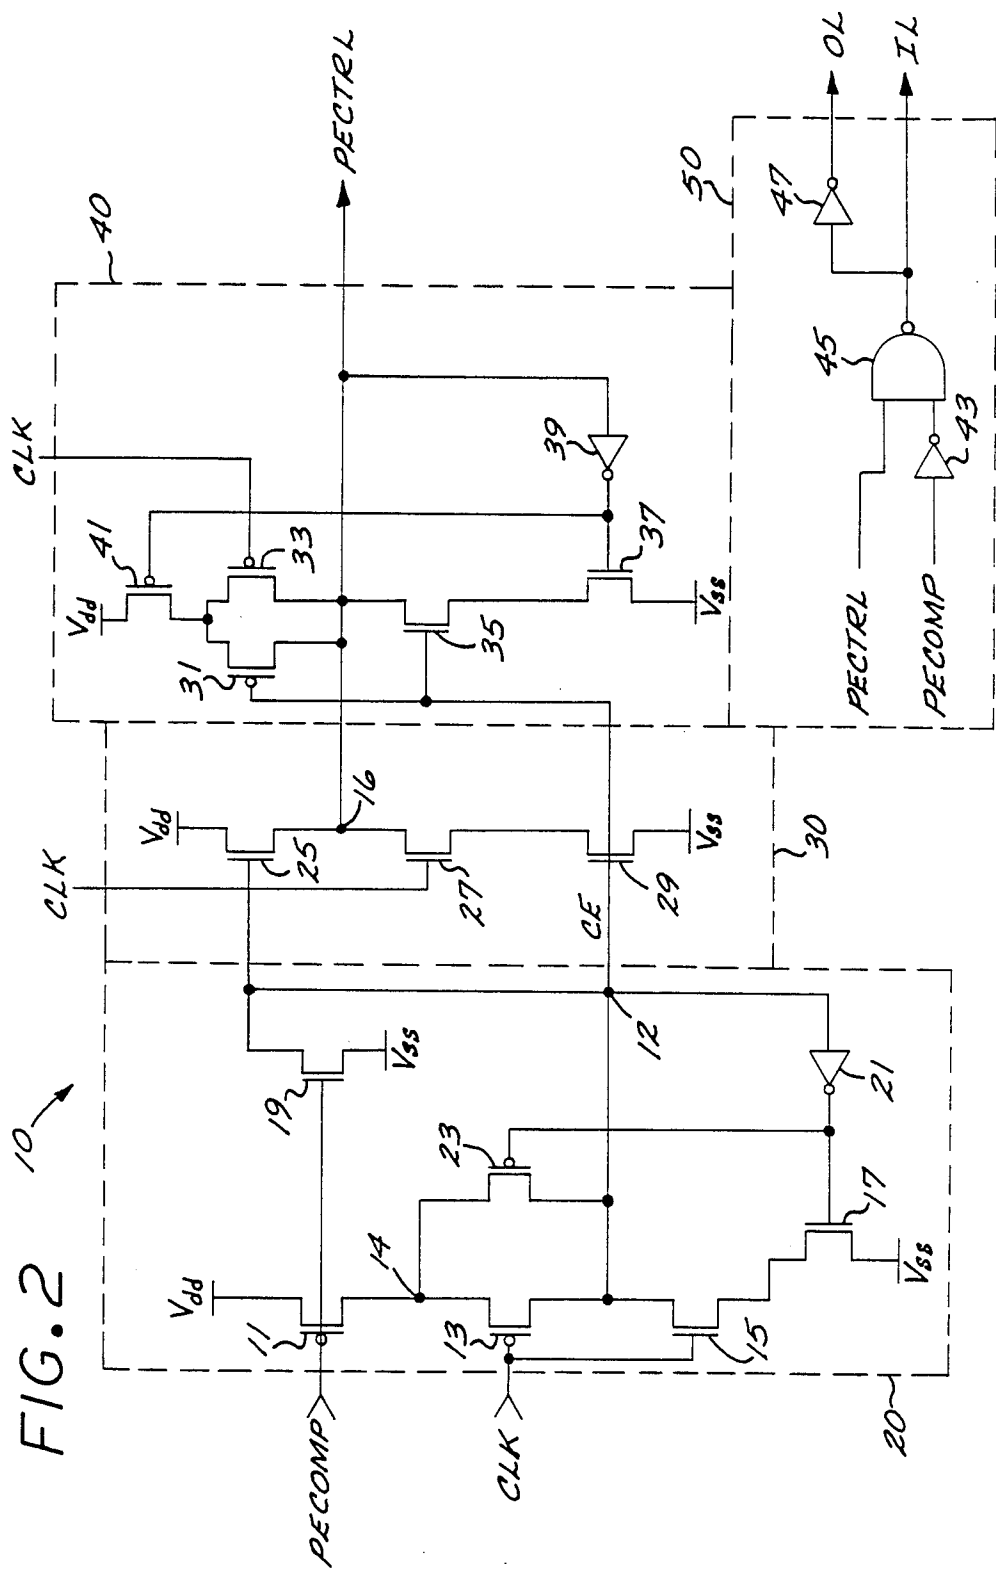 FIG. 2
10
PECOMP
CLK
Vdd
11
13
14
15
17
Vss
19
Vss
20
21
23
12
CLK
Vdd
25
16
27
CE
29
Vss
30
CLK
Vdd
41
31
33
35
37
Vss
39
40
PECTRL
50
PECTRL
PECOMP
43
45
47
OL
IL